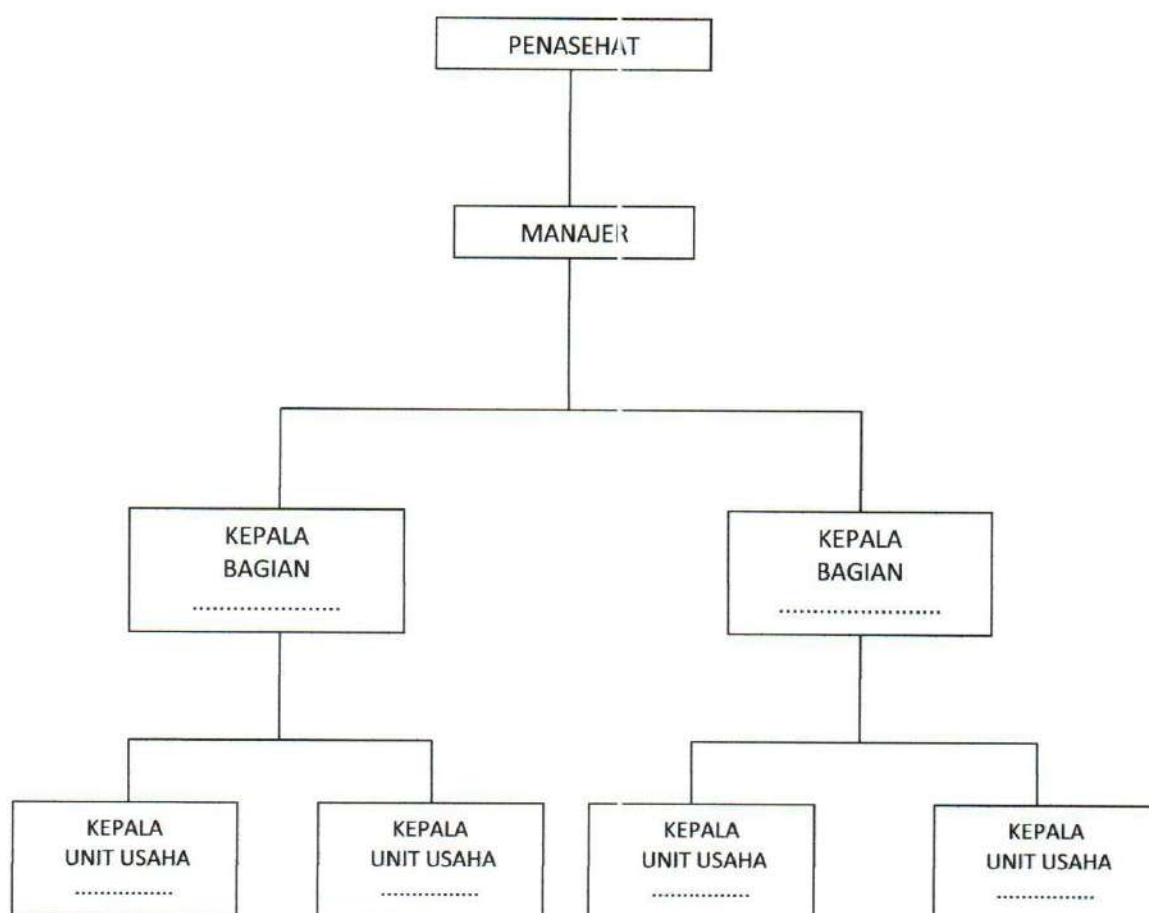 PENASEHAT
MANAJER
KEPALA
BAGIAN
.....................
KEPALA
BAGIAN
.......................
KEPALA
UNIT USAHA
..............
KEPALA
UNIT USAHA
..............
KEPALA
UNIT USAHA
..............
KEPALA
UNIT USAHA
..............